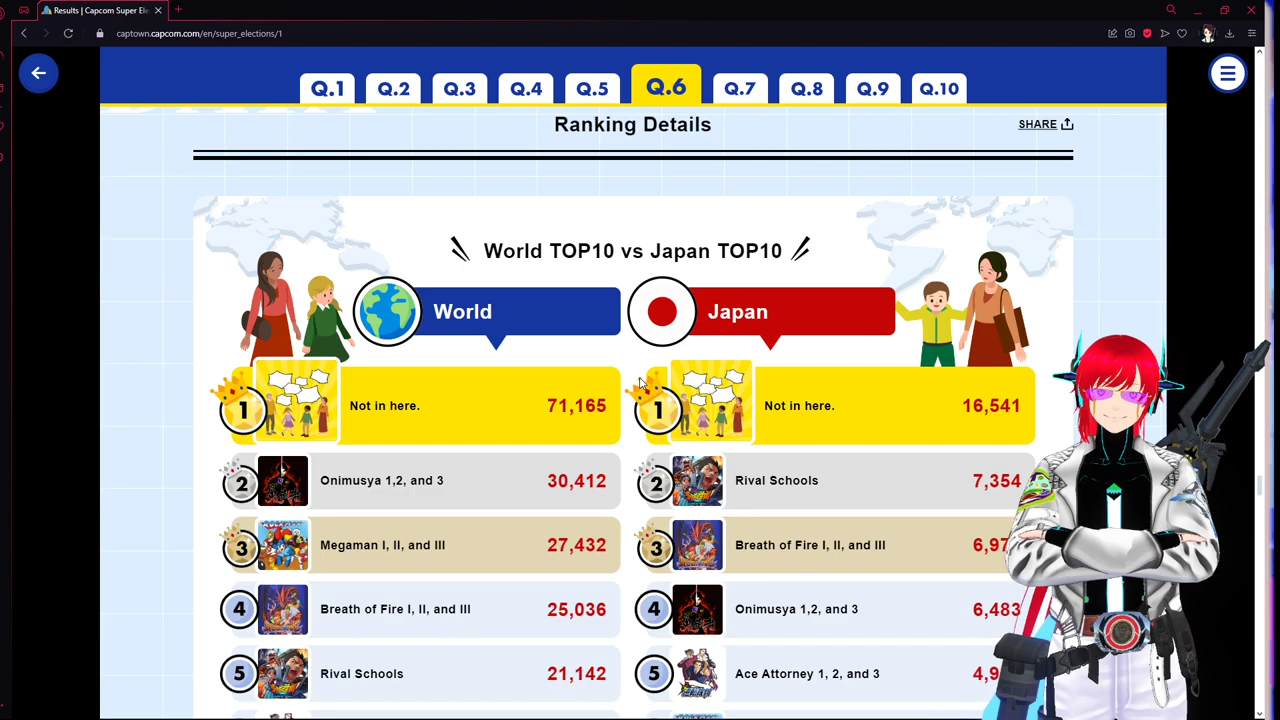 Results | Capcom Super Ele
captown.capcom.com/en/super_elections/1
Q.1 Q.2 Q.3 Q.4 Q.5 Q.6 Q.7 Q.8 Q.9 Q.10
Ranking Details
SHARE
World TOP10 vs Japan TOP10
World
Japan
1 Not in here. 71,165
1 Not in here. 16,541
2 Onimusya 1,2, and 3 30,412
2 Rival Schools 7,354
3 Megaman I, II, and III 27,432
3 Breath of Fire I, II, and III 6,97
4 Breath of Fire I, II, and III 25,036
4 Onimusya 1,2, and 3 6,483
5 Rival Schools 21,142
5 Ace Attorney 1, 2, and 3 4,9